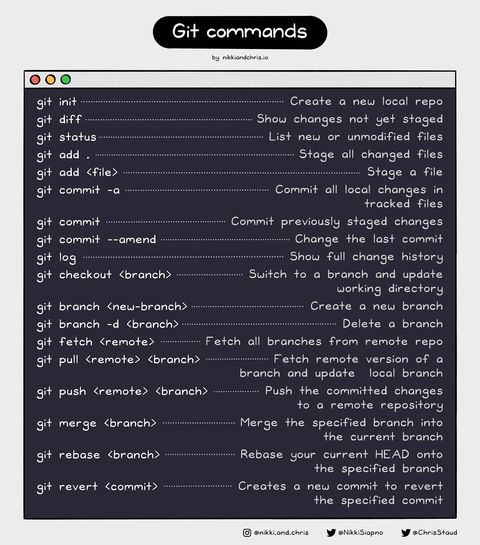 Git commands
by nikkiandchris.io
git init Create a new local repo
git diff Show changes not yet staged
git status List new or unmodified files
git add . Stage all changed files
git add <file> Stage a file
git commit -a Commit all local changes in
tracked files
git commit Commit previously staged changes
git commit --amend Change the last commit
git log Show full change history
git checkout <branch> Switch to a branch and update
working directory
git branch <new-branch> Create a new branch
git branch -d <branch> Delete a branch
git fetch <remote> Fetch all branches from remote repo
git pull <remote> <branch> Fetch remote version of a
branch and update local branch
git push <remote> <branch> Push the committed changes
to a remote repository
git merge <branch> Merge the specified branch into
the current branch
git rebase <branch> Rebase your current HEAD onto
the specified branch
git revert <commit> Creates a new commit to revert
the specified commit
@nikki.and.chris @NikkiSiapno @ChrisStaud